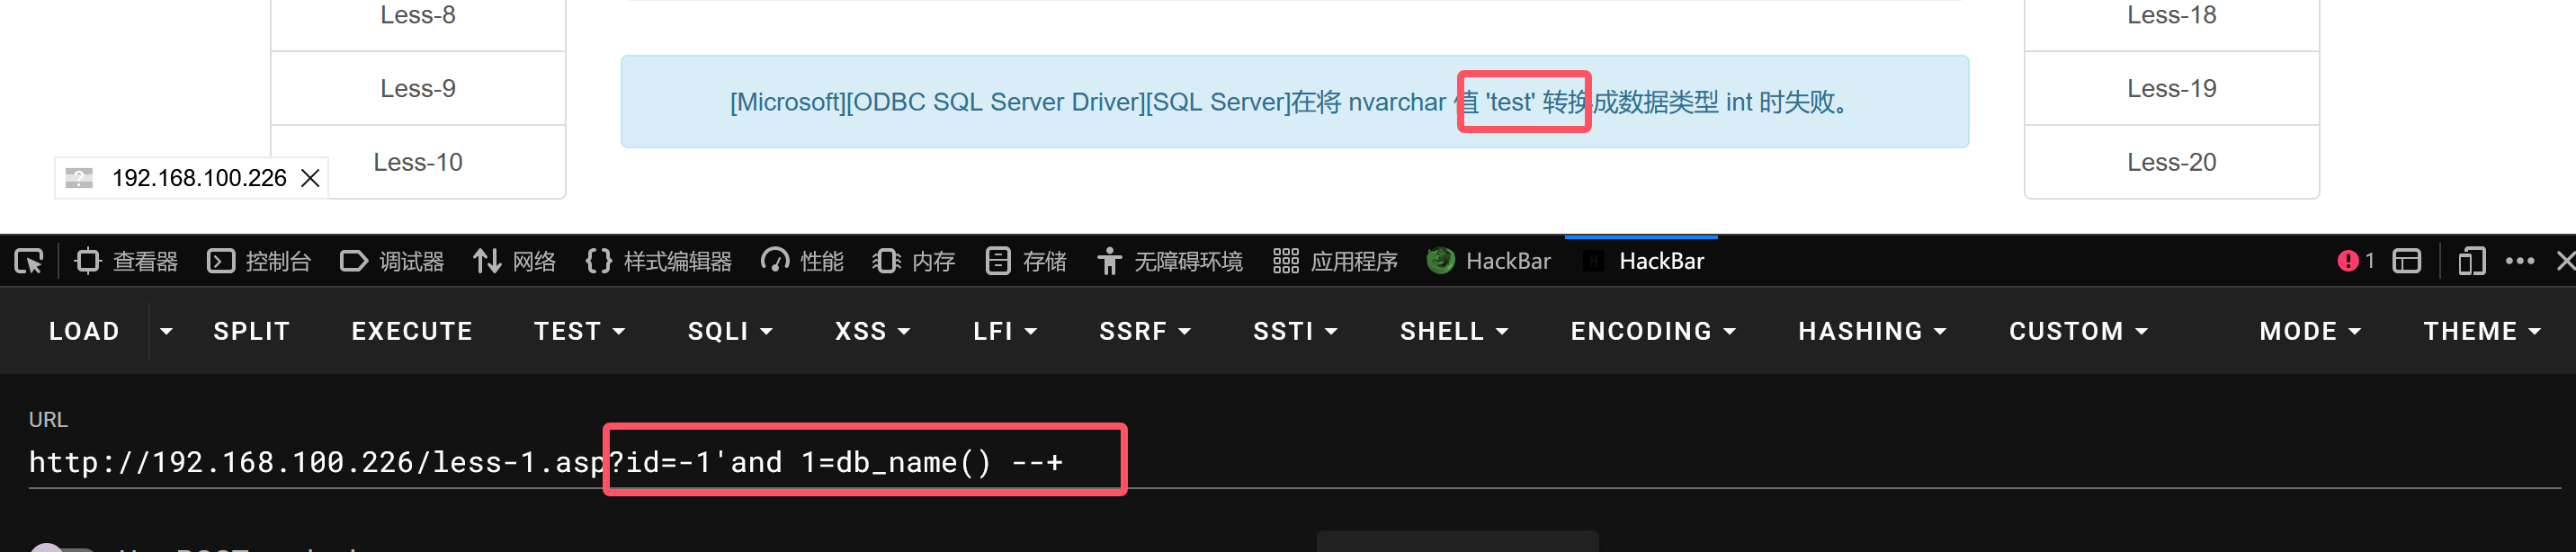 Less-8
Less-18
[Microsoft][ODBC SQL Server Driver][SQL Server]在将 nvarchar 值 'test' 转换成数据类型 int 时失败。
Less-9
Less-19
Less-10
Less-20
192.168.100.226
查看器 控制台 调试器 网络 样式编辑器 性能 内存 存储 无障碍环境 应用程序 HackBar HackBar 1
LOAD SPLIT EXECUTE TEST SQLI XSS LFI SSRF SSTI SHELL ENCODING HASHING CUSTOM MODE THEME
URL
http://192.168.100.226/less-1.asp?id=-1'and 1=db_name() --+